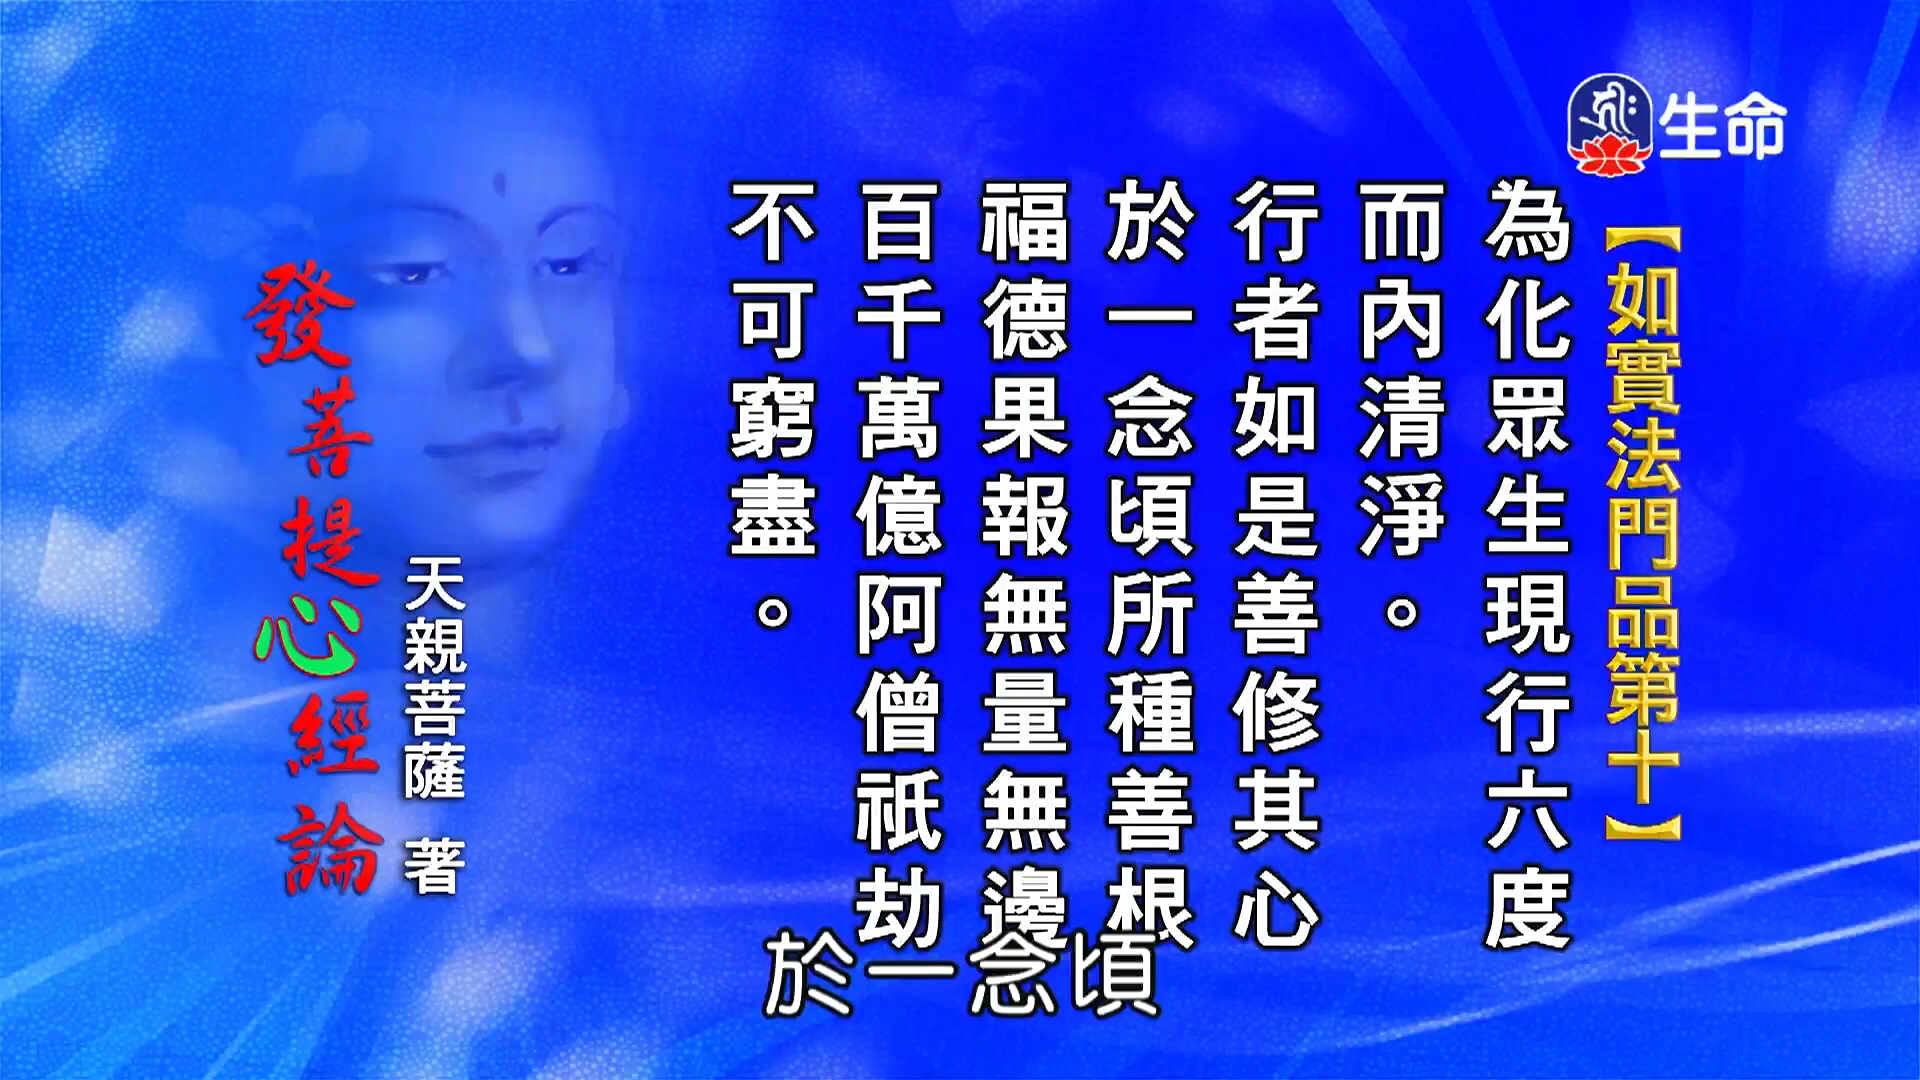 生命
【如實法門品第十】
為化眾生現行六度
而內清淨。
行者如是善修其心
於一念頃所種善根
福德果報無量無邊
百千萬億阿僧祇劫
不可窮盡。
天親菩薩 著
發菩提心經論
於一念頃